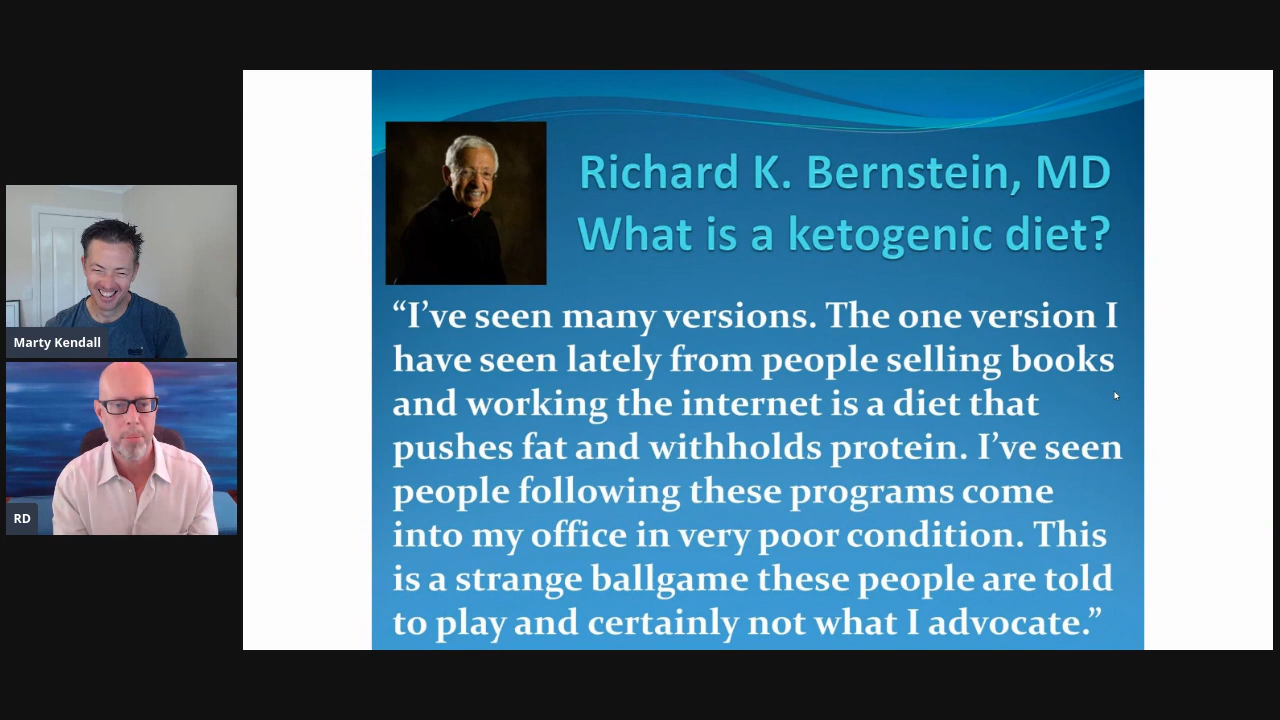 Richard K. Bernstein, MD
What is a ketogenic diet?
“I’ve seen many versions. The one version I
have seen lately from people selling books
and working the internet is a diet that
pushes fat and withholds protein. I’ve seen
people following these programs come
into my office in very poor condition. This
is a strange ballgame these people are told
to play and certainly not what I advocate.”
Marty Kendall
RD